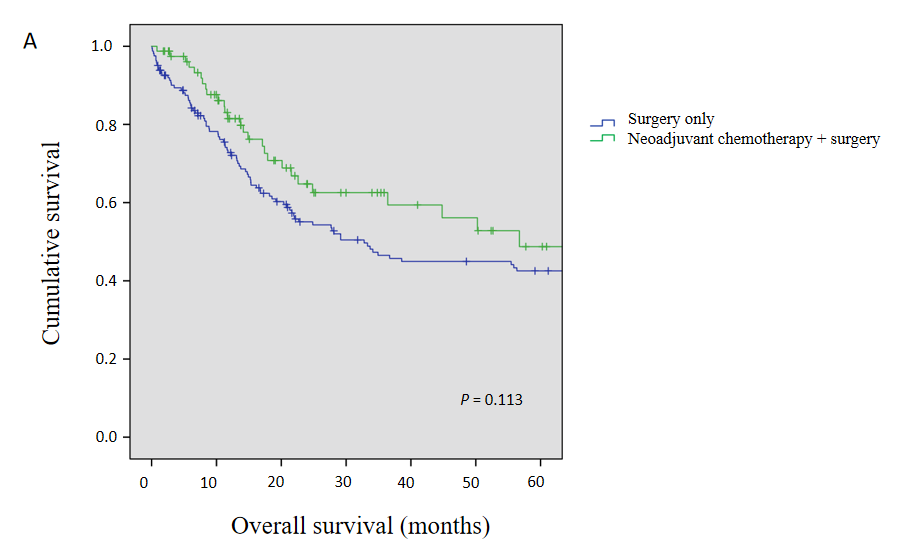 A
1.0
0.8
0.6
0.4
0.2
0.0
Cumulative survival
0 10 20 30 40 50 60
Overall survival (months)
P = 0.113
Surgery only
Neoadjuvant chemotherapy + surgery